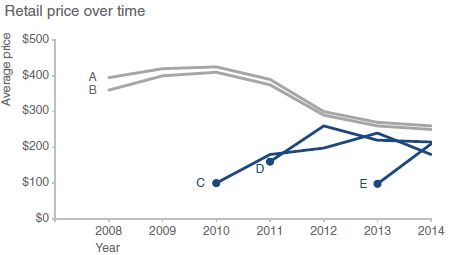 Retail price over time
Average price
$500
$400
$300
$200
$100
$0
A
B
C
D
E
2008 2009 2010 2011 2012 2013 2014
Year